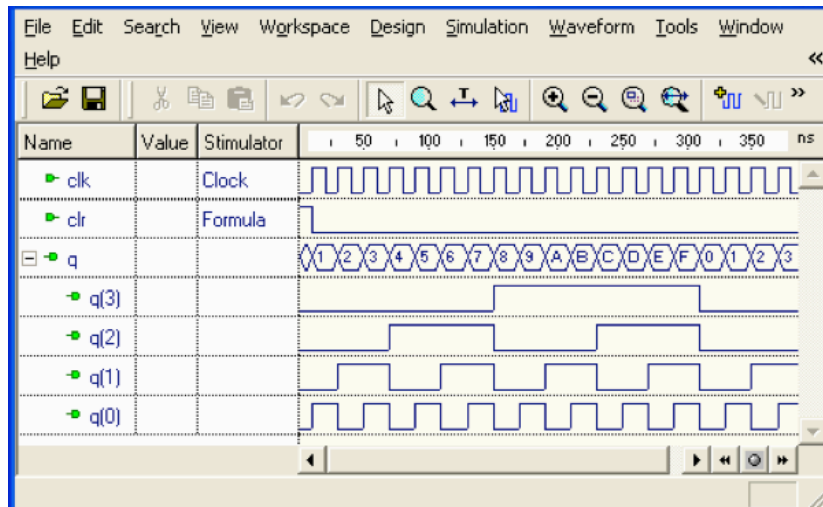 File Edit Search View Workspace Design Simulation Waveform Tools Window
Help
Name Value Stimulator 50 100 150 200 250 300 350 ns
clk Clock
clr Formula
q 1 2 3 4 5 6 7 8 9 A B C D E F 0 1 2 3
q(3)
q(2)
q(1)
q(0)